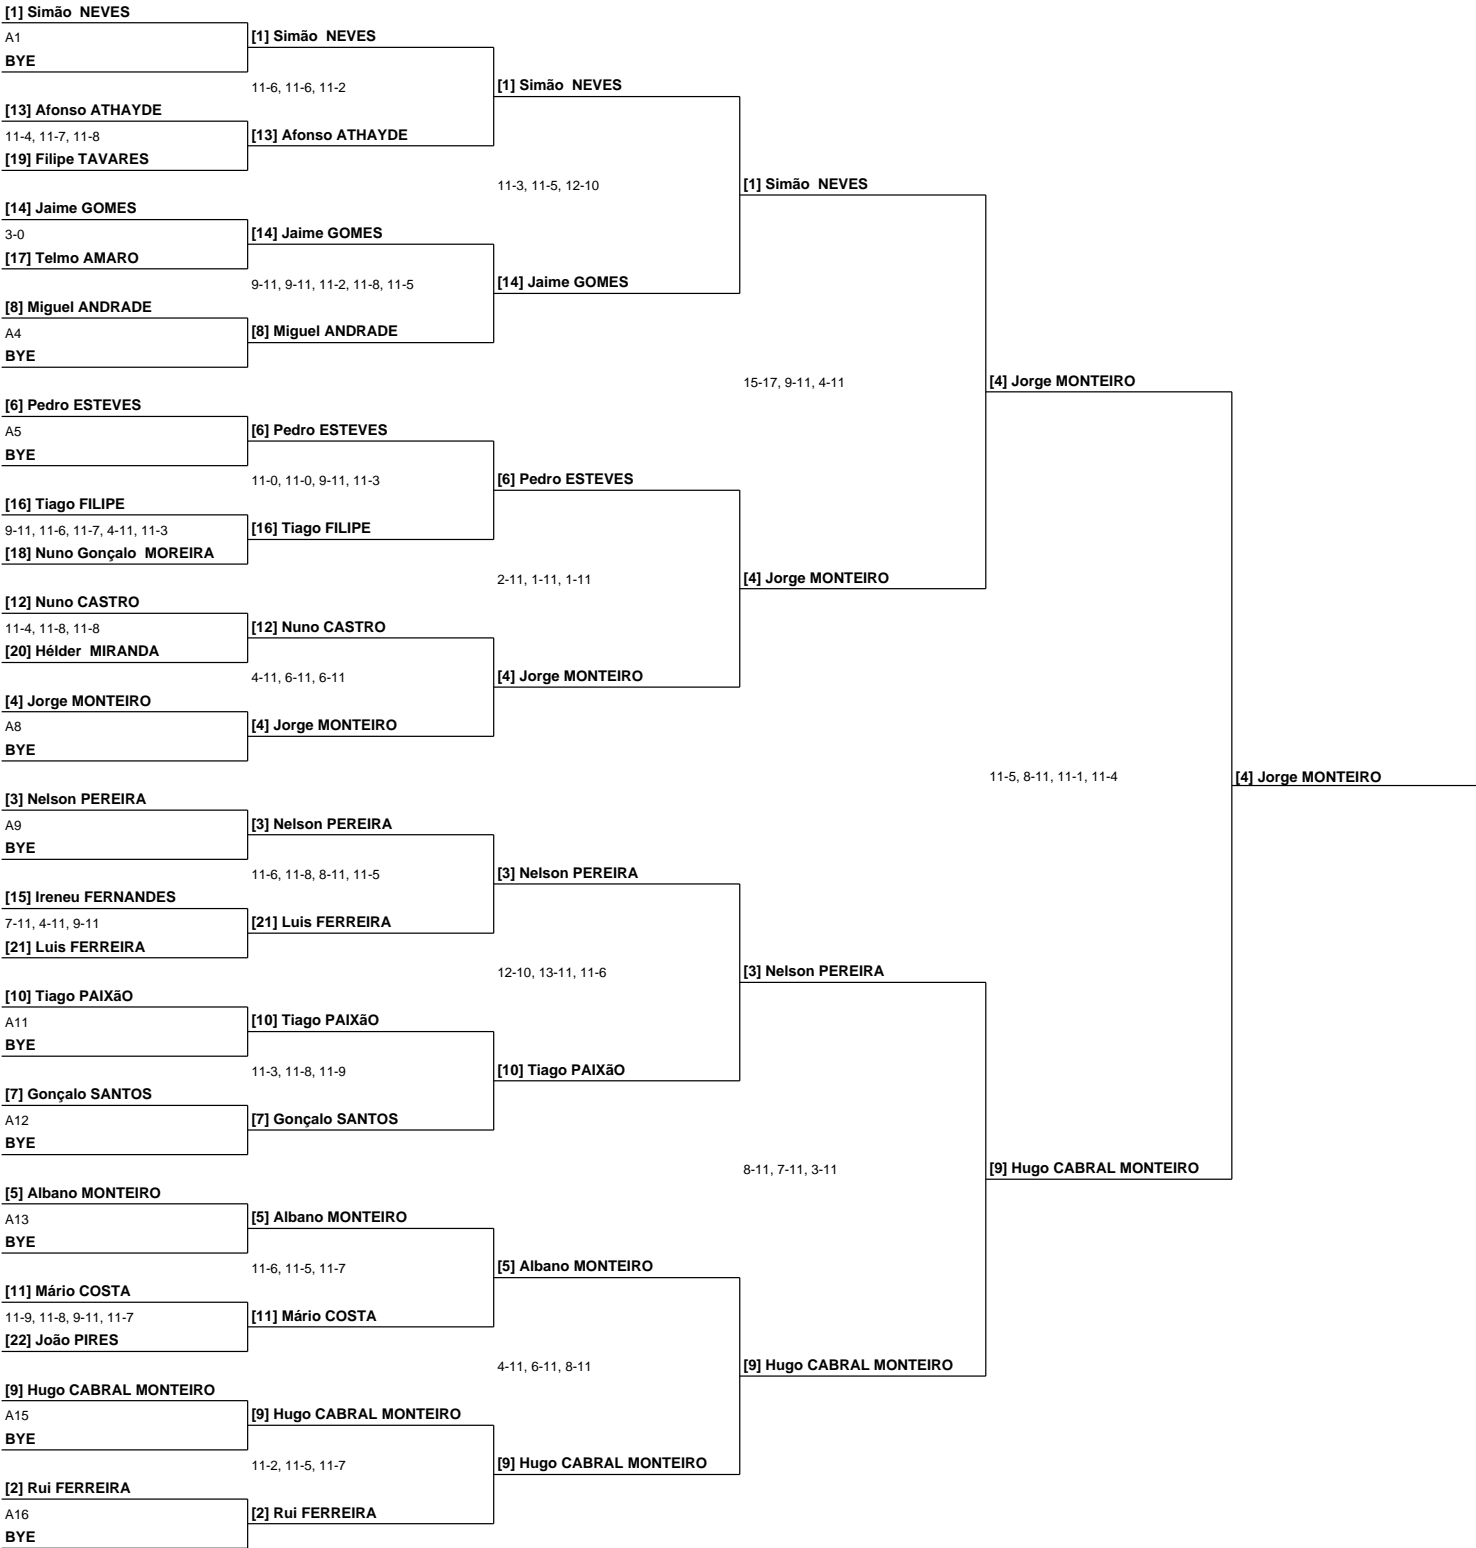 [1] Simão  NEVES
A1
BYE
[13] Afonso ATHAYDE
11-4, 11-7, 11-8
[19] Filipe TAVARES
[14] Jaime GOMES
3-0
[17] Telmo AMARO
[8] Miguel ANDRADE
A4
BYE
[6] Pedro ESTEVES
A5
BYE
[16] Tiago FILIPE
9-11, 11-6, 11-7, 4-11, 11-3
[18] Nuno Gonçalo  MOREIRA
[12] Nuno CASTRO
11-4, 11-8, 11-8
[20] Hélder  MIRANDA
[4] Jorge MONTEIRO
A8
BYE
[3] Nelson PEREIRA
A9
BYE
[15] Ireneu FERNANDES
7-11, 4-11, 9-11
[21] Luis FERREIRA
[10] Tiago PAIXãO
A11
BYE
[7] Gonçalo SANTOS
A12
BYE
[5] Albano MONTEIRO
A13
BYE
[11] Mário COSTA
11-9, 11-8, 9-11, 11-7
[22] João PIRES
[9] Hugo CABRAL MONTEIRO
A15
BYE
[2] Rui FERREIRA
A16
BYE
[1] Simão  NEVES
11-6, 11-6, 11-2
[13] Afonso ATHAYDE
[14] Jaime GOMES
9-11, 9-11, 11-2, 11-8, 11-5
[8] Miguel ANDRADE
[6] Pedro ESTEVES
11-0, 11-0, 9-11, 11-3
[16] Tiago FILIPE
[12] Nuno CASTRO
4-11, 6-11, 6-11
[4] Jorge MONTEIRO
[3] Nelson PEREIRA
11-6, 11-8, 8-11, 11-5
[21] Luis FERREIRA
[10] Tiago PAIXãO
11-3, 11-8, 11-9
[7] Gonçalo SANTOS
[5] Albano MONTEIRO
11-6, 11-5, 11-7
[11] Mário COSTA
[9] Hugo CABRAL MONTEIRO
11-2, 11-5, 11-7
[2] Rui FERREIRA
[1] Simão  NEVES
11-3, 11-5, 12-10
[14] Jaime GOMES
[6] Pedro ESTEVES
2-11, 1-11, 1-11
[4] Jorge MONTEIRO
[3] Nelson PEREIRA
12-10, 13-11, 11-6
[10] Tiago PAIXãO
[5] Albano MONTEIRO
4-11, 6-11, 8-11
[9] Hugo CABRAL MONTEIRO
[1] Simão  NEVES
15-17, 9-11, 4-11
[4] Jorge MONTEIRO
[3] Nelson PEREIRA
8-11, 7-11, 3-11
[9] Hugo CABRAL MONTEIRO
[4] Jorge MONTEIRO
11-5, 8-11, 11-1, 11-4
[9] Hugo CABRAL MONTEIRO
[4] Jorge MONTEIRO